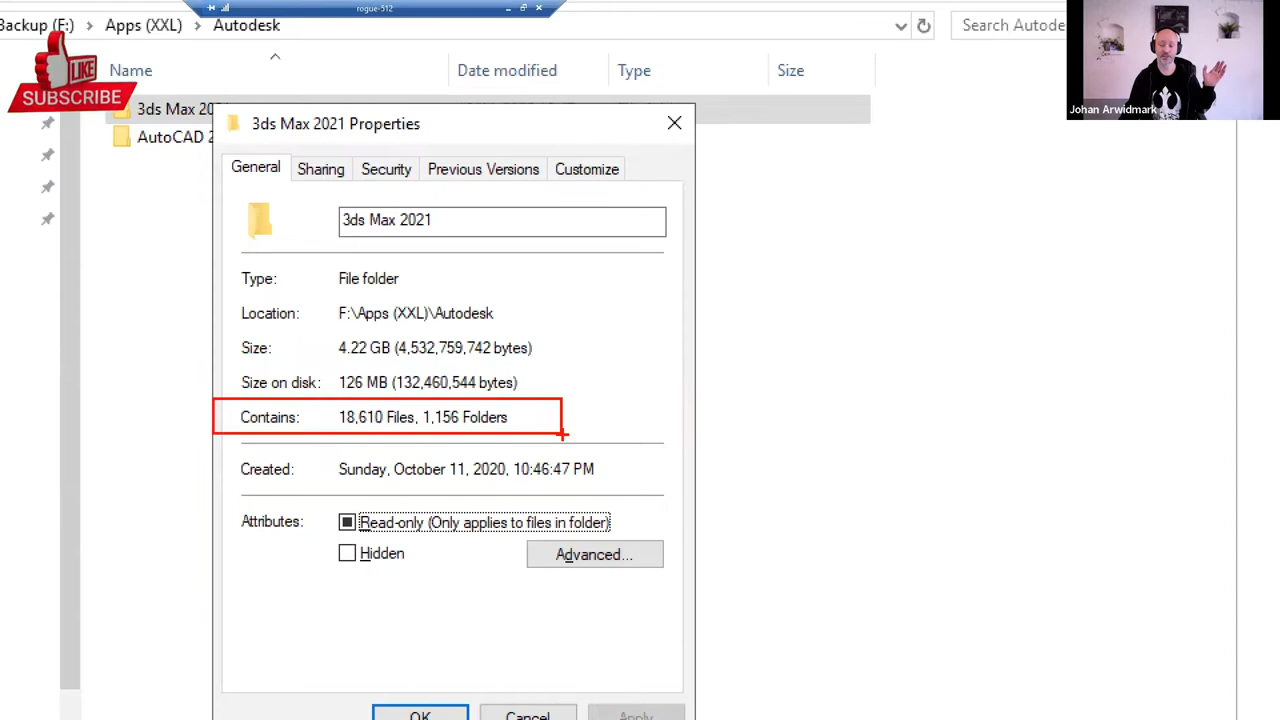 rogue-512
Backup (F:) > Apps (XXL) > Autodesk
Search Autode
LIKE
SUBSCRIBE
Name
Date modified
Type
Size
3ds Max 20
AutoCAD 2
Johan Arwidmark
3ds Max 2021 Properties
General
Sharing
Security
Previous Versions
Customize
3ds Max 2021
Type: File folder
Location: F:\Apps (XXL)\Autodesk
Size: 4.22 GB (4,532,759,742 bytes)
Size on disk: 126 MB (132,460,544 bytes)
Contains: 18,610 Files, 1,156 Folders
Created: Sunday, October 11, 2020, 10:46:47 PM
Attributes: Read-only (Only applies to files in folder)
Hidden
Advanced...
OK
Cancel
Apply